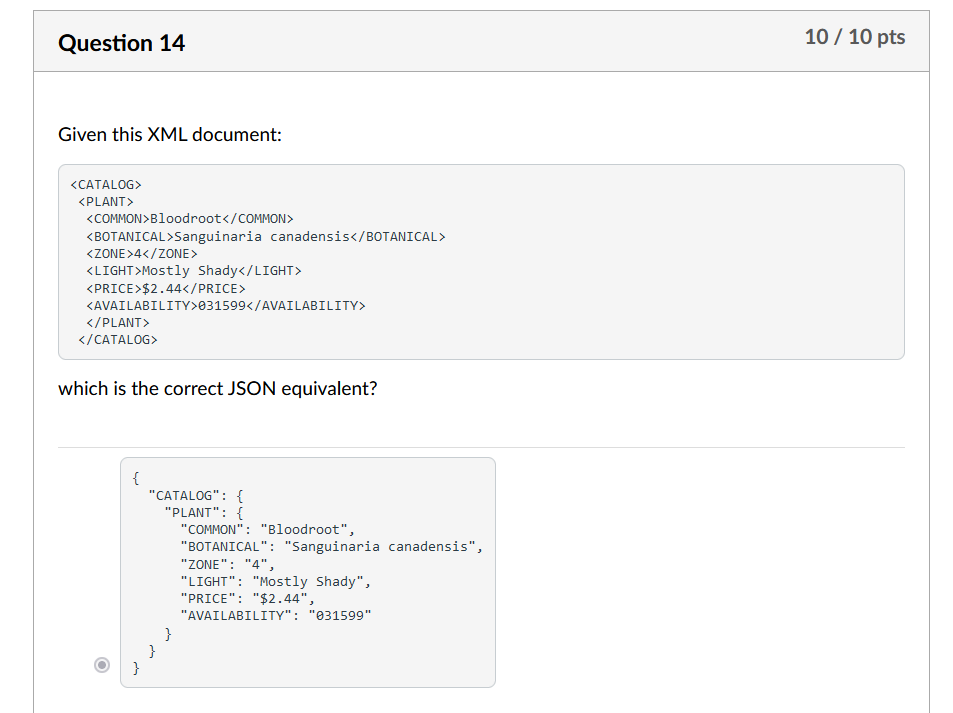 Question 14
10 / 10 pts
Given this XML document:
<CATALOG>
<PLANT>
<COMMON>Bloodroot</COMMON>
<BOTANICAL>Sanguinaria canadensis</BOTANICAL>
<ZONE>4</ZONE>
<LIGHT>Mostly Shady</LIGHT>
<PRICE>$2.44</PRICE>
<AVAILABILITY>031599</AVAILABILITY>
</PLANT>
</CATALOG>
which is the correct JSON equivalent?
{
"CATALOG": {
"PLANT": {
"COMMON": "Bloodroot",
"BOTANICAL": "Sanguinaria canadensis",
"ZONE": "4",
"LIGHT": "Mostly Shady",
"PRICE": "$2.44",
"AVAILABILITY": "031599"
}
}
}